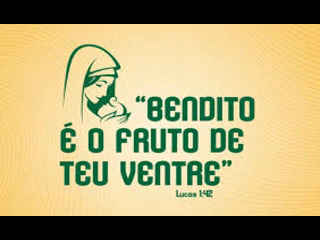 “BENDITO
É O FRUTO DE
TEU VENTRE”
Lucas 1:42